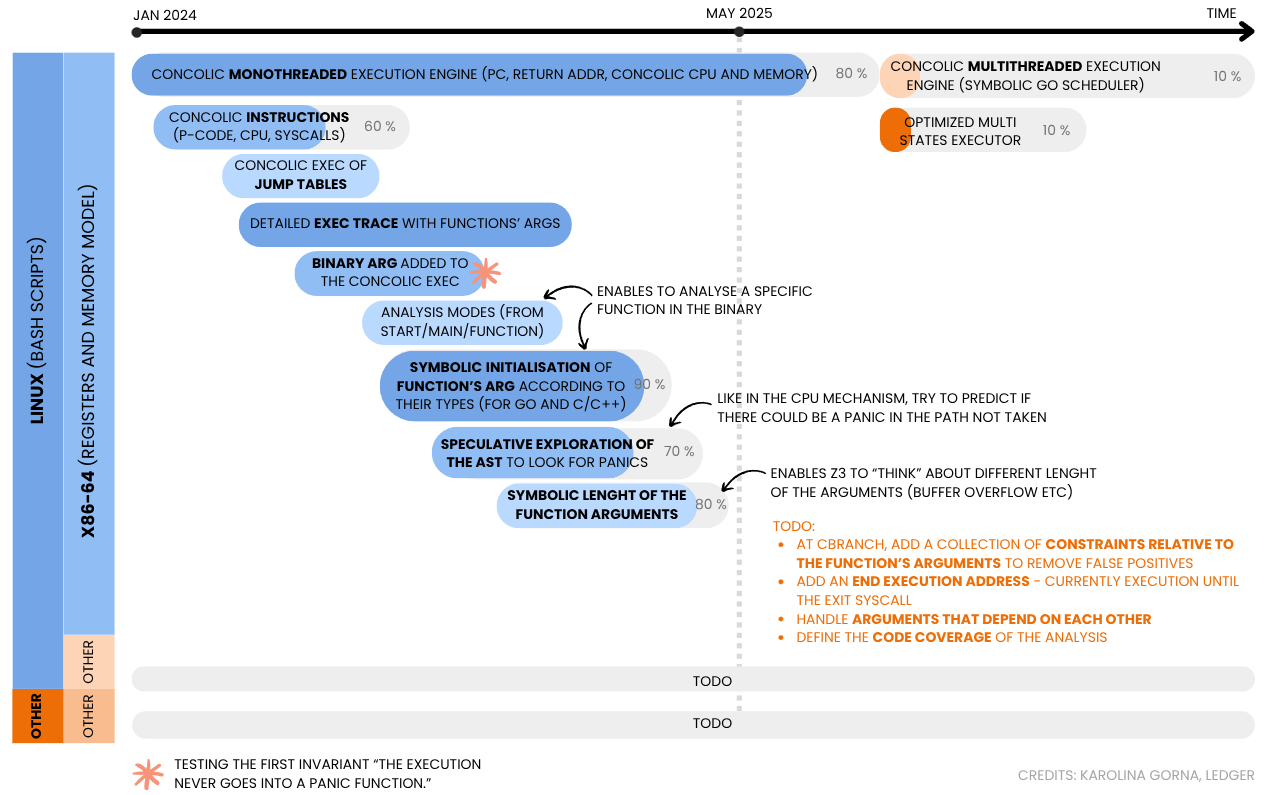 JAN 2024
MAY 2025
TIME
LINUX (BASH SCRIPTS)
X86-64 (REGISTERS AND MEMORY MODEL)
CONCOLIC MONOTHREADED EXECUTION ENGINE (PC, RETURN ADDR, CONCOLIC CPU AND MEMORY)
80 %
CONCOLIC MULTITHREADED EXECUTION
ENGINE (SYMBOLIC GO SCHEDULER)
10 %
CONCOLIC INSTRUCTIONS
(P-CODE, CPU, SYSCALLS)
60 %
OPTIMIZED MULTI
STATES EXECUTOR
10 %
CONCOLIC EXEC OF
JUMP TABLES
DETAILED EXEC TRACE WITH FUNCTIONS' ARGS
BINARY ARG ADDED TO
THE CONCOLIC EXEC
ENABLES TO ANALYSE A SPECIFIC
FUNCTION IN THE BINARY
ANALYSIS MODES (FROM
START/MAIN/FUNCTION)
SYMBOLIC INITIALISATION OF
FUNCTION'S ARG ACCORDING TO
THEIR TYPES (FOR GO AND C/C++)
90 %
LIKE IN THE CPU MECHANISM, TRY TO PREDICT IF
THERE COULD BE A PANIC IN THE PATH NOT TAKEN
SPECULATIVE EXPLORATION OF
THE AST TO LOOK FOR PANICS
70 %
ENABLES Z3 TO “THINK” ABOUT DIFFERENT LENGHT
OF THE ARGUMENTS (BUFFER OVERFLOW ETC)
SYMBOLIC LENGHT OF THE
FUNCTION ARGUMENTS
80 %
TODO:
• AT CBRANCH, ADD A COLLECTION OF CONSTRAINTS RELATIVE TO
THE FUNCTION'S ARGUMENTS TO REMOVE FALSE POSITIVES
• ADD AN END EXECUTION ADDRESS - CURRENTLY EXECUTION UNTIL
THE EXIT SYSCALL
• HANDLE ARGUMENTS THAT DEPEND ON EACH OTHER
• DEFINE THE CODE COVERAGE OF THE ANALYSIS
OTHER
TODO
OTHER
OTHER
TODO
TESTING THE FIRST INVARIANT “THE EXECUTION
NEVER GOES INTO A PANIC FUNCTION.”
CREDITS: KAROLINA GORNA, LEDGER